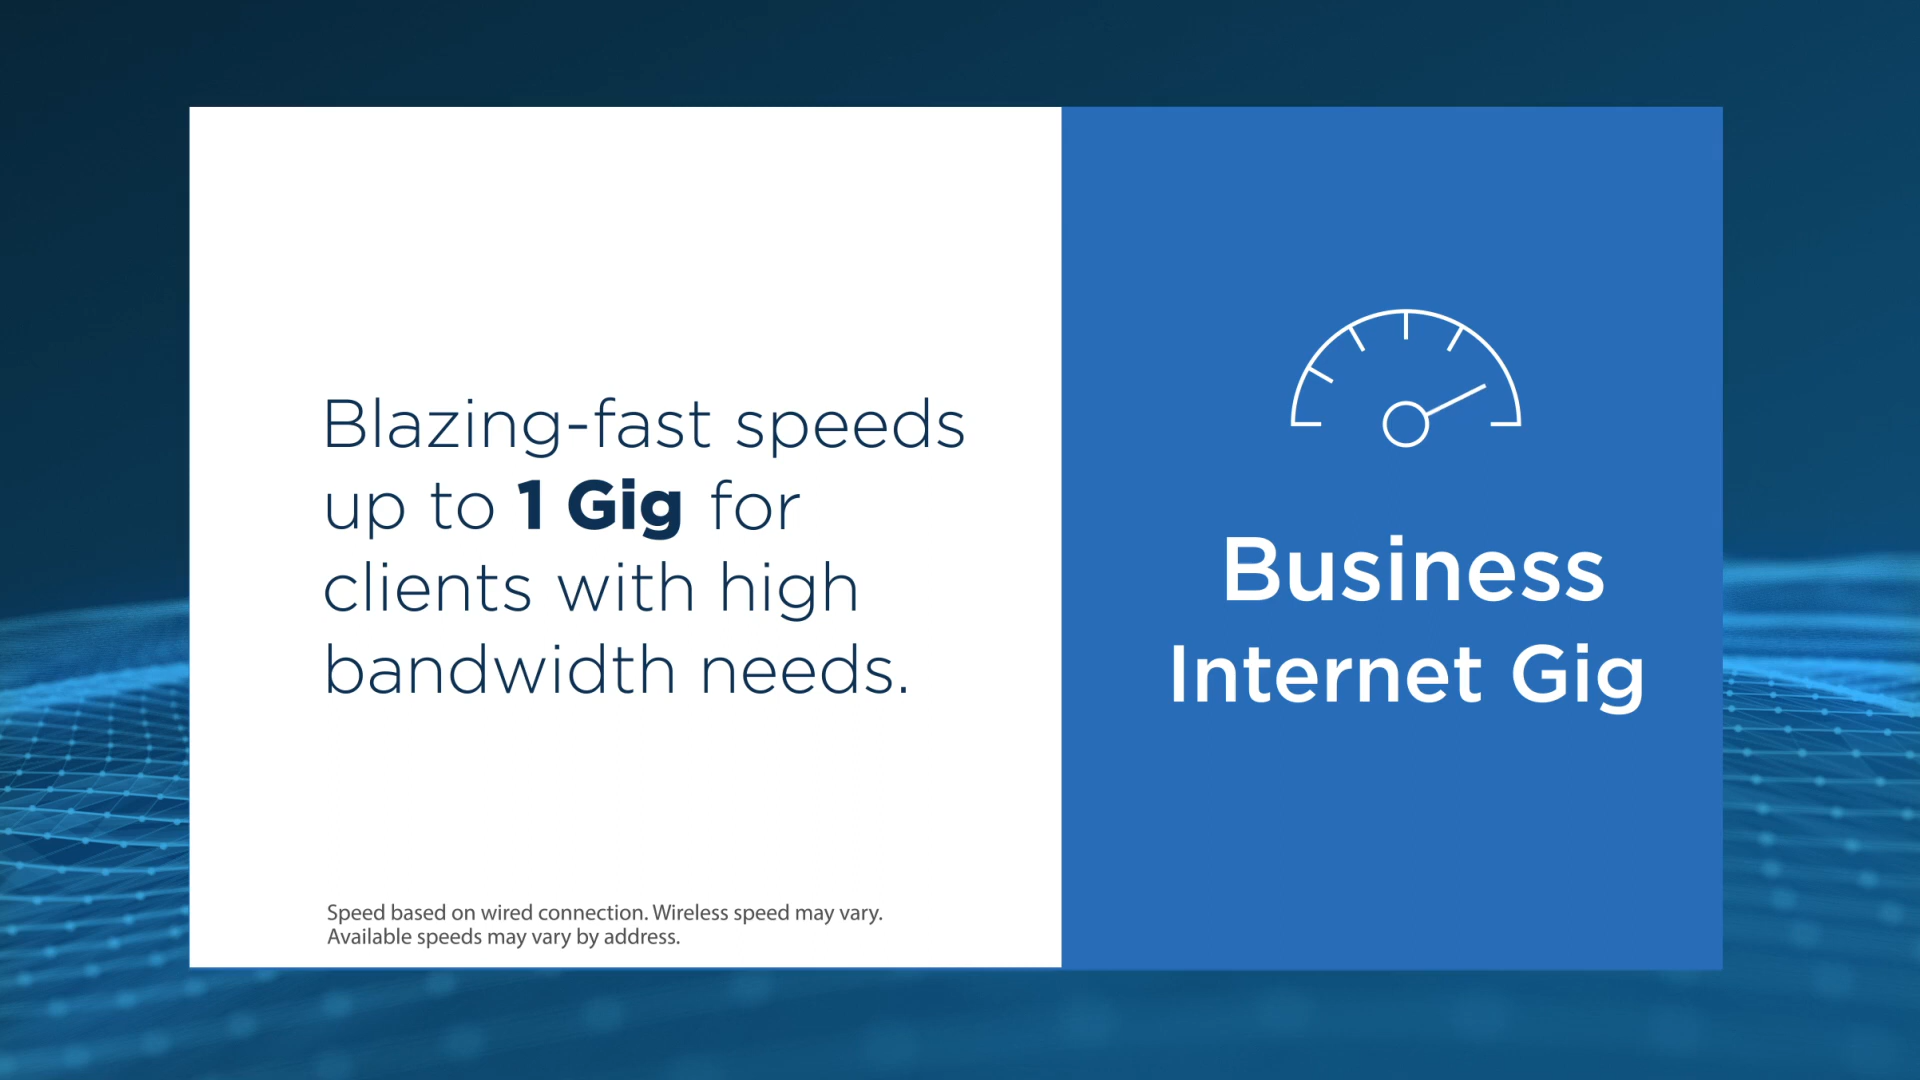 Blazing-fast speeds
up to 1 Gig for
clients with high
bandwidth needs.
Speed based on wired connection. Wireless speed may vary.
Available speeds may vary by address.
Business
Internet Gig